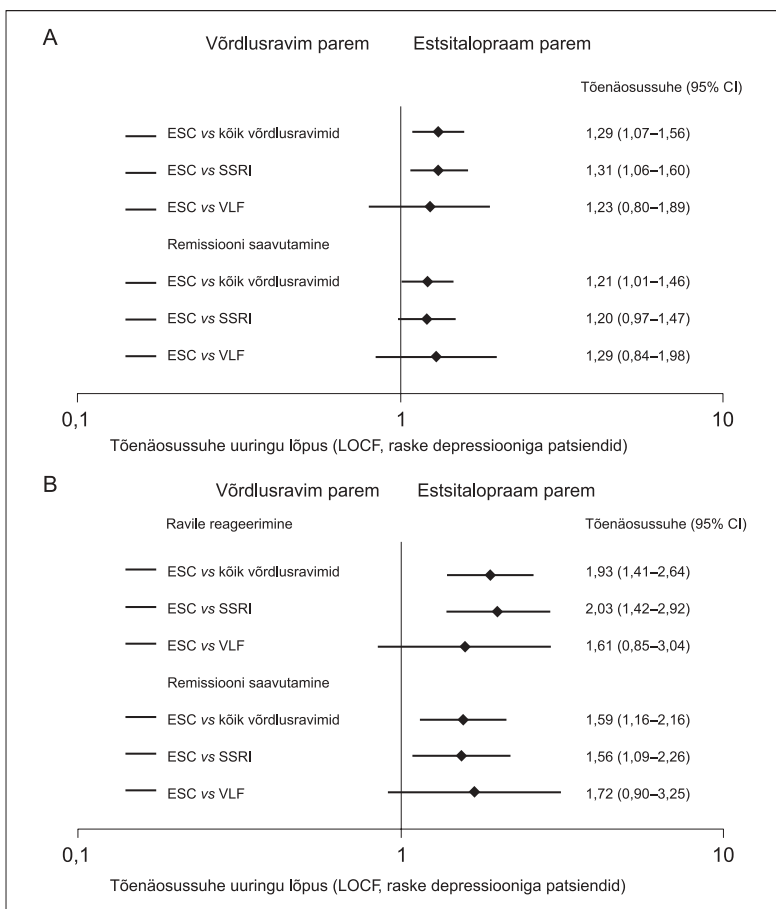 A
Võrdlusravim parem Estsitalopraam parem
Tõenäosussuhe (95% CI)
ESC vs kõik võrdlusravimid 1,29 (1,07–1,56)
ESC vs SSRI 1,31 (1,06–1,60)
ESC vs VLF 1,23 (0,80–1,89)
Remissiooni saavutamine
ESC vs kõik võrdlusravimid 1,21 (1,01–1,46)
ESC vs SSRI 1,20 (0,97–1,47)
ESC vs VLF 1,29 (0,84–1,98)
0,1 1 10
Tõenäosussuhe uuringu lõpus (LOCF, raske depressiooniga patsiendid)
B
Võrdlusravim parem Estsitalopraam parem
Ravile reageerimine Tõenäosussuhe (95% CI)
ESC vs kõik võrdlusravimid 1,93 (1,41–2,64)
ESC vs SSRI 2,03 (1,42–2,92)
ESC vs VLF 1,61 (0,85–3,04)
Remissiooni saavutamine
ESC vs kõik võrdlusravimid 1,59 (1,16–2,16)
ESC vs SSRI 1,56 (1,09–2,26)
ESC vs VLF 1,72 (0,90–3,25)
0,1 1 10
Tõenäosussuhe uuringu lõpus (LOCF, raske depressiooniga patsiendid)